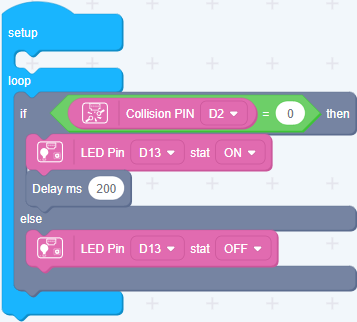 setup
loop
if Collision PIN D2 = 0 then
LED Pin D13 stat ON
Delay ms 200
else
LED Pin D13 stat OFF